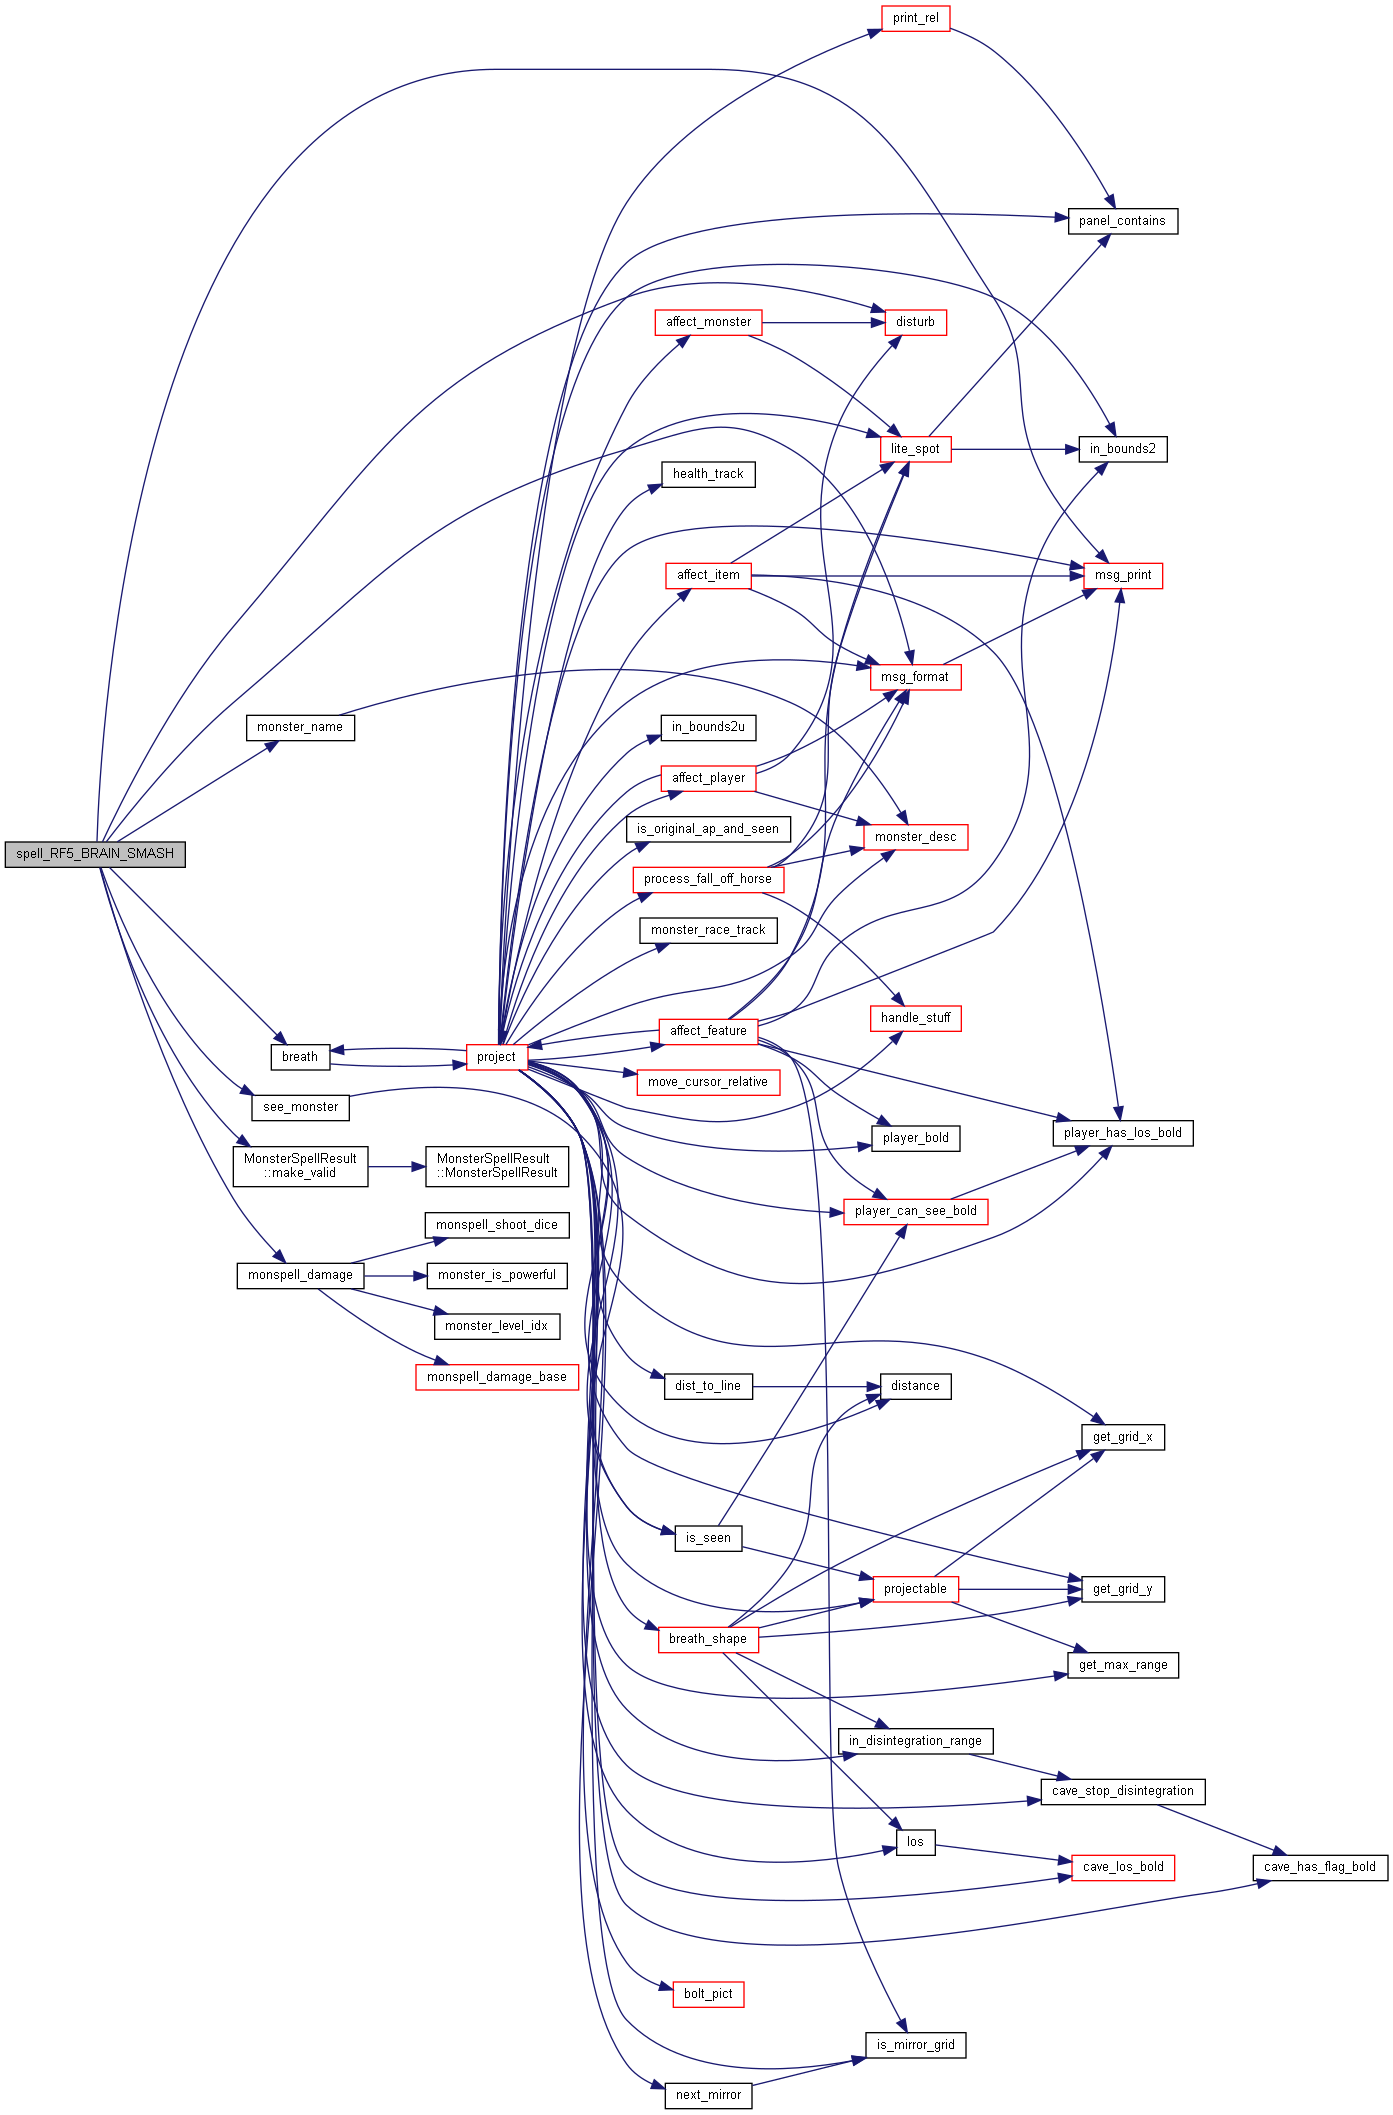 print_rel
panel_contains
affect_monster
disturb
lite_spot
in_bounds2
health_track
affect_item
msg_print
msg_format
monster_name
in_bounds2u
affect_player
is_original_ap_and_seen
monster_desc
spell_RF5_BRAIN_SMASH
process_fall_off_horse
monster_race_track
handle_stuff
affect_feature
breath
project
move_cursor_relative
see_monster
player_bold
player_has_los_bold
MonsterSpellResult
::make_valid
MonsterSpellResult
::MonsterSpellResult
player_can_see_bold
monspell_shoot_dice
monspell_damage
monster_is_powerful
monster_level_idx
monspell_damage_base
dist_to_line
distance
get_grid_x
is_seen
projectable
get_grid_y
breath_shape
get_max_range
in_disintegration_range
cave_stop_disintegration
los
cave_los_bold
cave_has_flag_bold
bolt_pict
is_mirror_grid
next_mirror